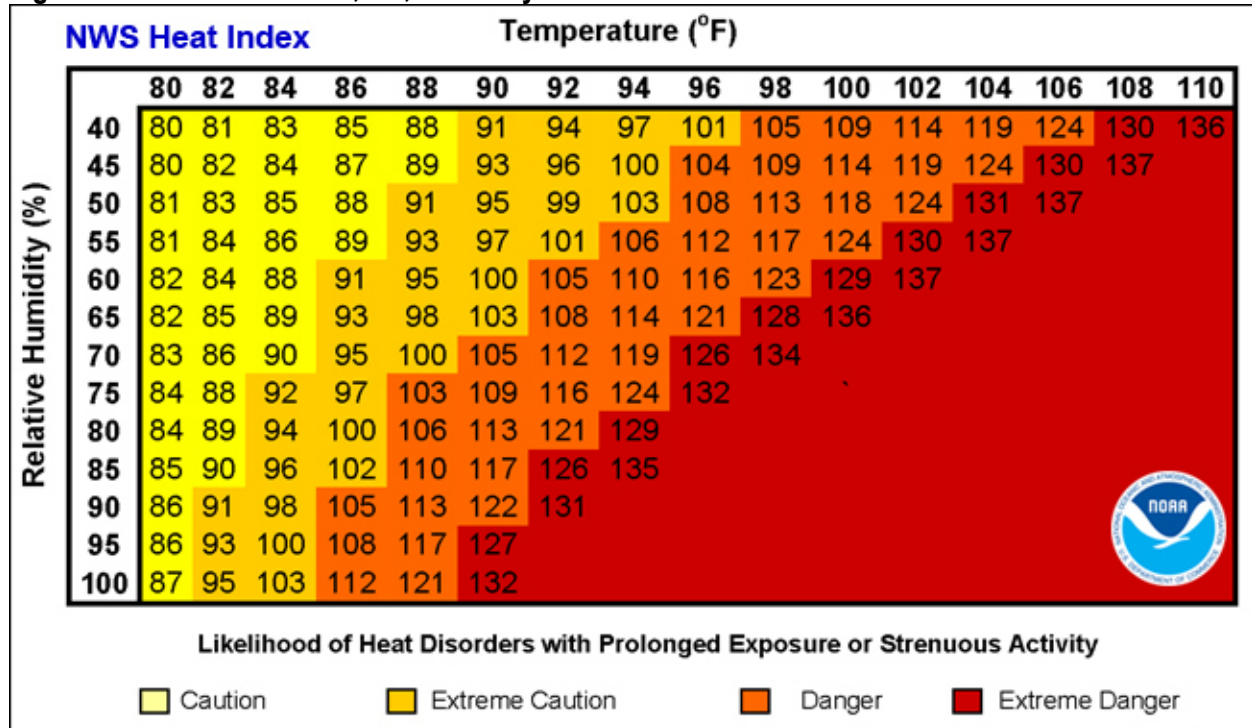 NWS Heat Index
Temperature (°F)
80 82 84 86 88 90 92 94 96 98 100 102 104 106 108 110
Relative Humidity (%)
40 80 81 83 85 88 91 94 97 101 105 109 114 119 124 130 136
45 80 82 84 87 89 93 96 100 104 109 114 119 124 130 137
50 81 83 85 88 91 95 99 103 108 113 118 124 131 137
55 81 84 86 89 93 97 101 106 112 117 124 130 137
60 82 84 88 91 95 100 105 110 116 123 129 137
65 82 85 89 93 98 103 108 114 121 128 136
70 83 86 90 95 100 105 112 119 126 134
75 84 88 92 97 103 109 116 124 132
80 84 89 94 100 106 113 121 129
85 85 90 96 102 110 117 126 135
90 86 91 98 105 113 122 131
95 86 93 100 108 117 127
100 87 95 103 112 121 132
NOAA
Likelihood of Heat Disorders with Prolonged Exposure or Strenuous Activity
Caution Extreme Caution Danger Extreme Danger